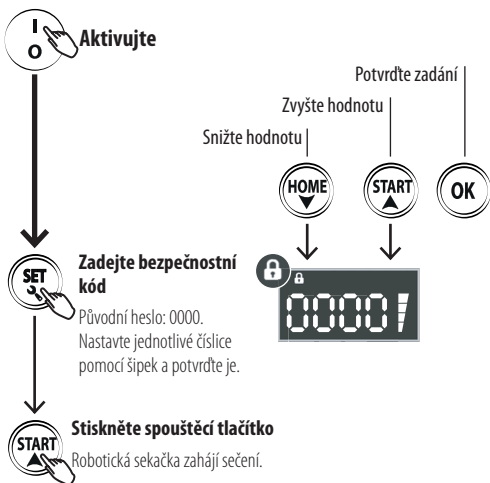 I
O
Aktivujte
Potvrďte zadání
Zvyšte hodnotu
Snižte hodnotu
HOME
START
OK
SET
Zadejte bezpečnostní
kód
Původní heslo: 0000.
Nastavte jednotlivé číslice
pomocí šipek a potvrďte je.
0000
START
Stiskněte spouštěcí tlačítko
Robotická sekačka zahájí sečení.